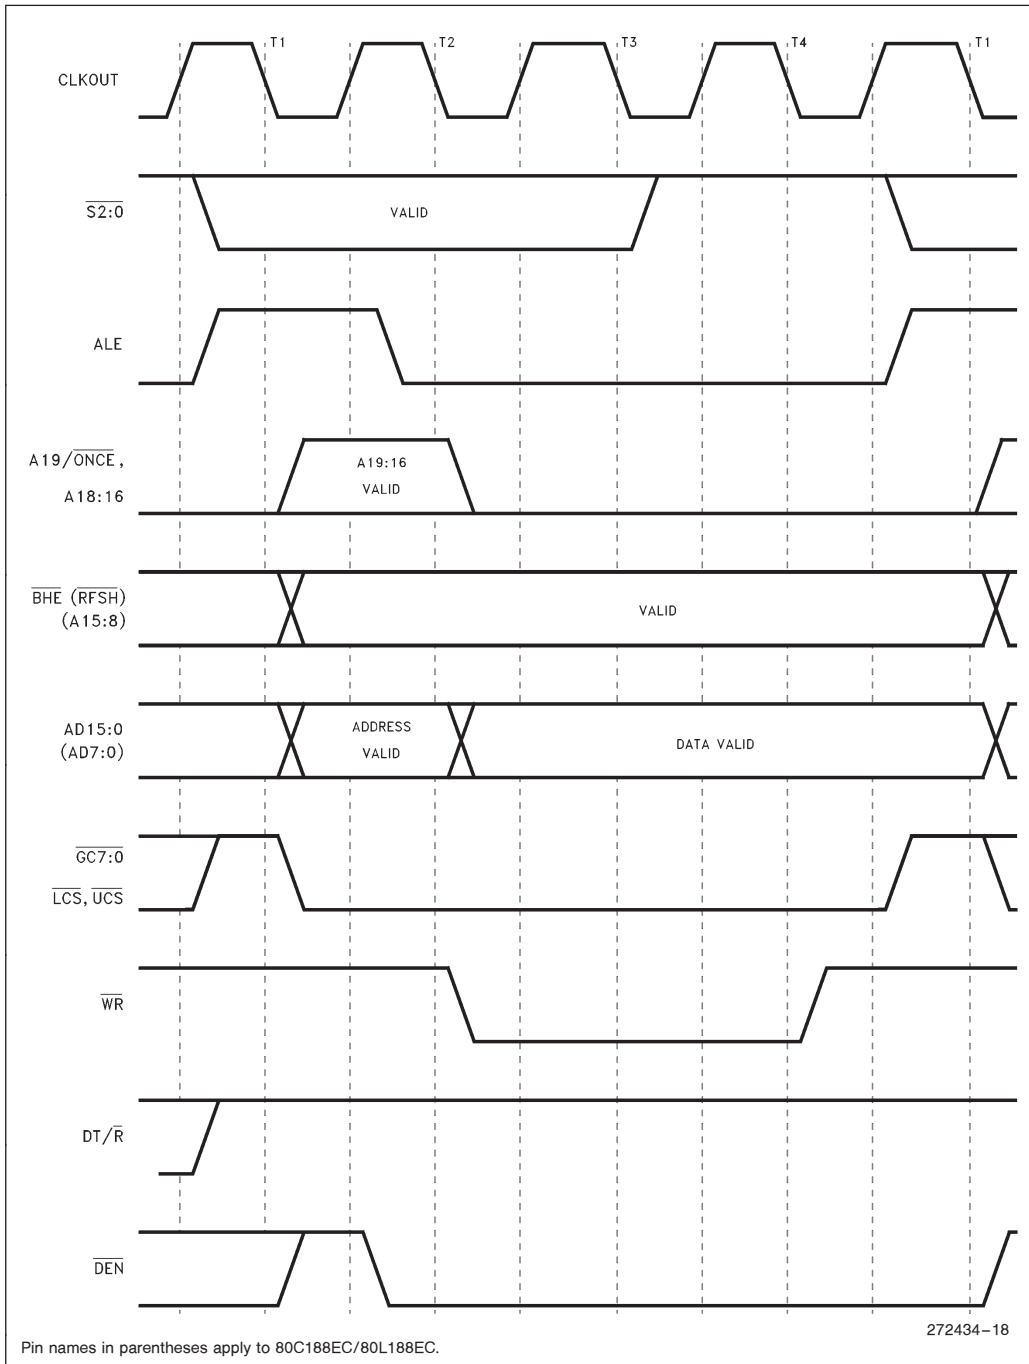 T1 T2 T3 T4 T1
CLKOUT
S2:0
VALID
ALE
A19/ONCE,
A18:16
A19:16
VALID
BHE (RFSH)
(A15:8)
VALID
AD15:0
(AD7:0)
ADDRESS
VALID
DATA VALID
GC7:0
LCS, UCS
WR
DT/R
DEN
272434–18
Pin names in parentheses apply to 80C188EC/80L188EC.